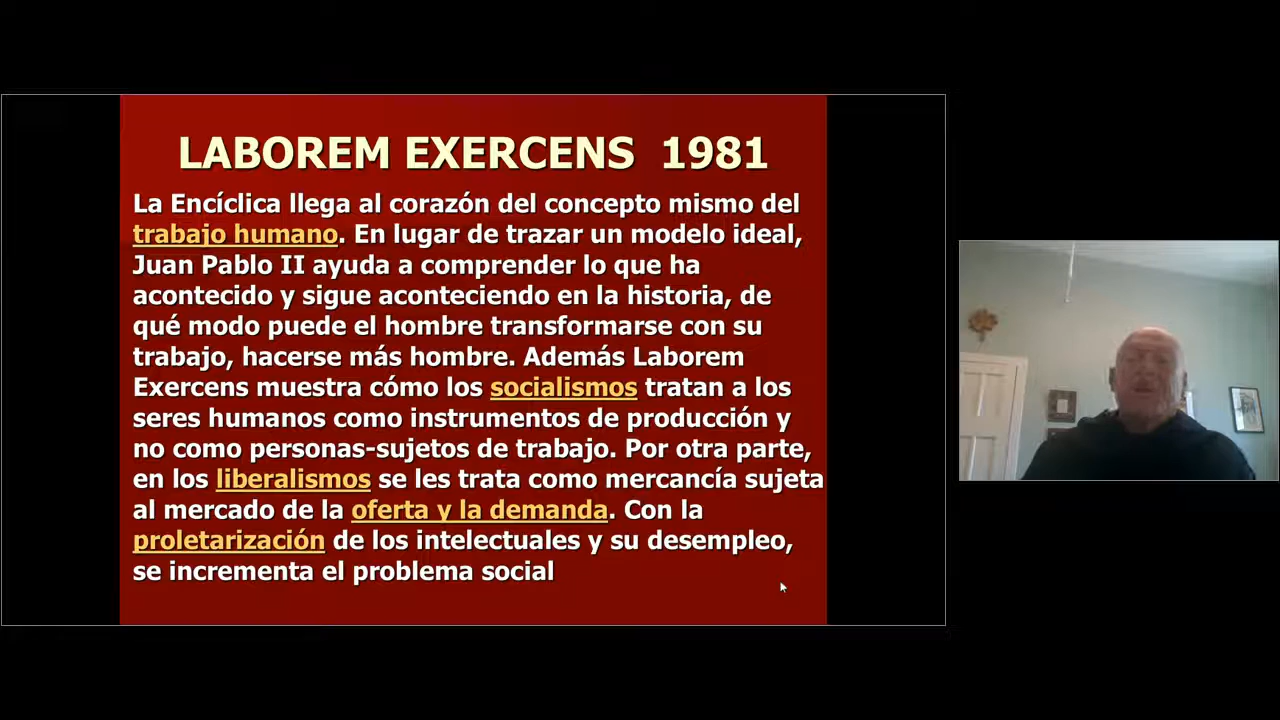 LABOREM EXERCENS 1981
La Encíclica llega al corazón del concepto mismo del
trabajo humano. En lugar de trazar un modelo ideal,
Juan Pablo II ayuda a comprender lo que ha
acontecido y sigue aconteciendo en la historia, de
qué modo puede el hombre transformarse con su
trabajo, hacerse más hombre. Además Laborem
Exercens muestra cómo los socialismos tratan a los
seres humanos como instrumentos de producción y
no como personas-sujetos de trabajo. Por otra parte,
en los liberalismos se les trata como mercancía sujeta
al mercado de la oferta y la demanda. Con la
proletarización de los intelectuales y su desempleo,
se incrementa el problema social